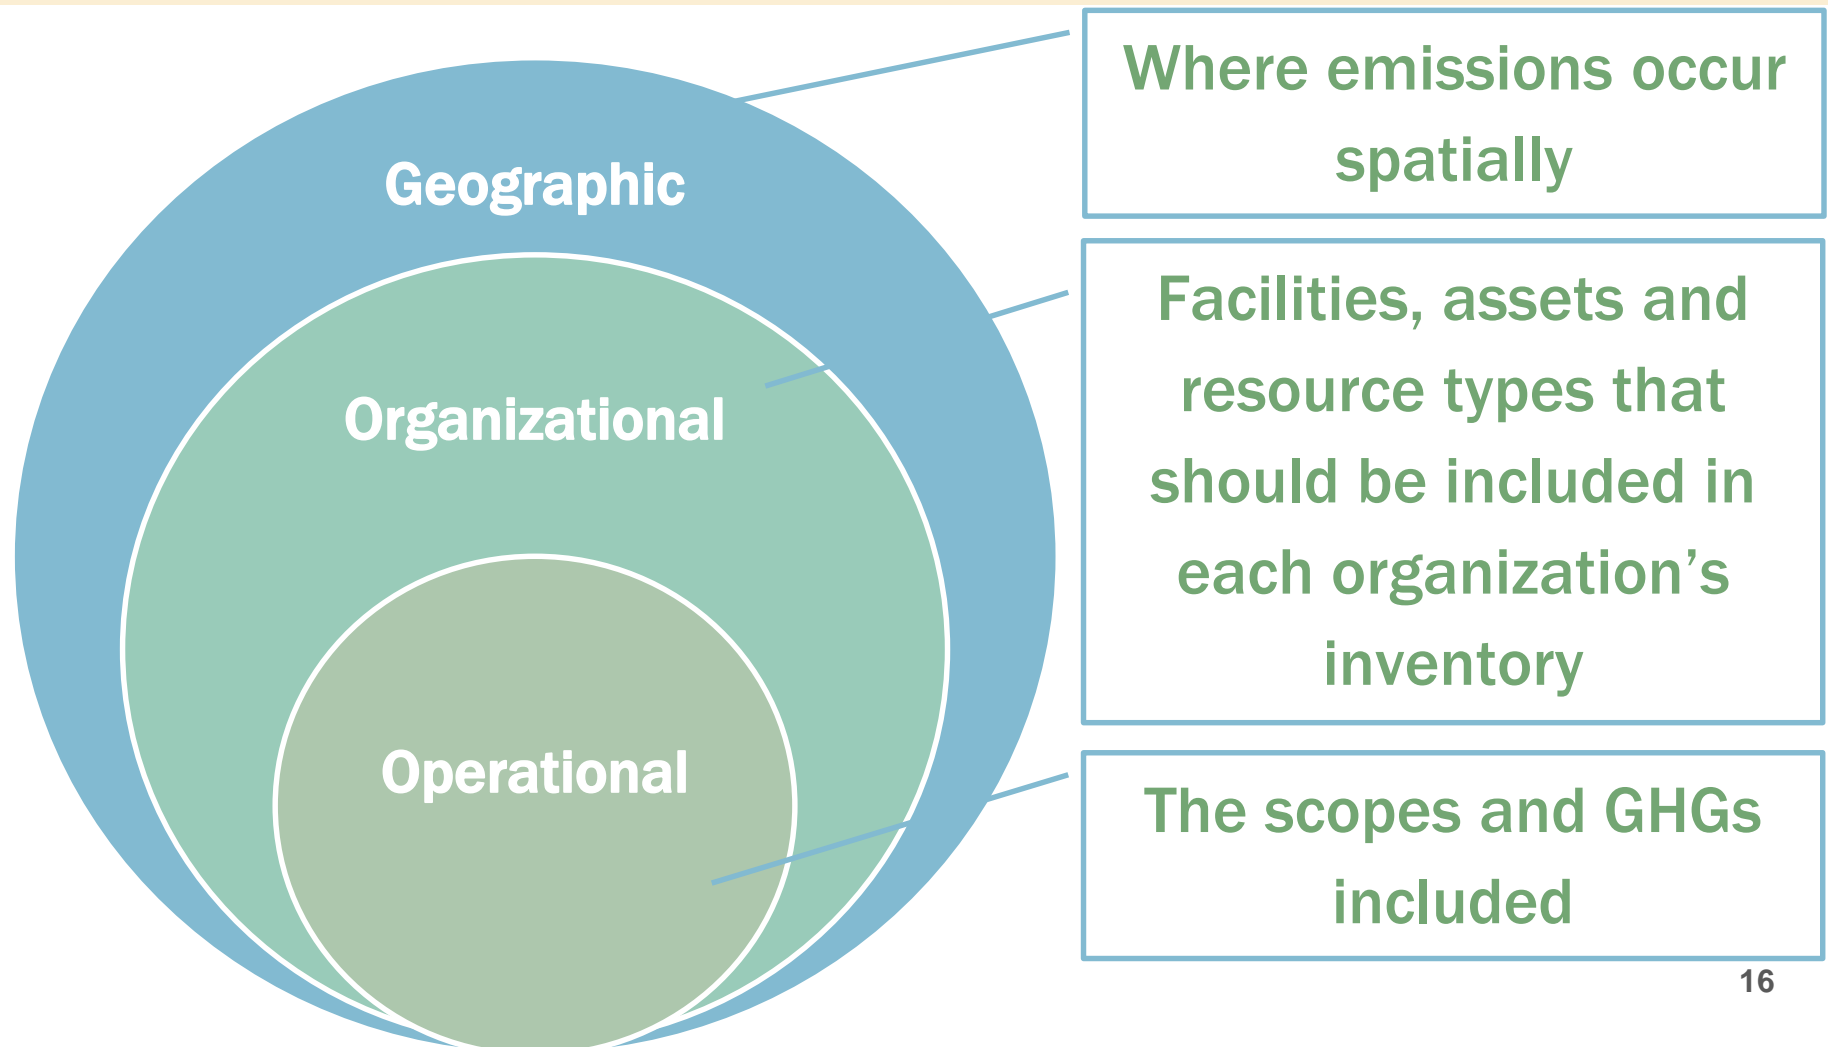 Geographic
Organizational
Operational
Where emissions occur
spatially
Facilities, assets and
resource types that
should be included in
each organization’s
inventory
The scopes and GHGs
included
16